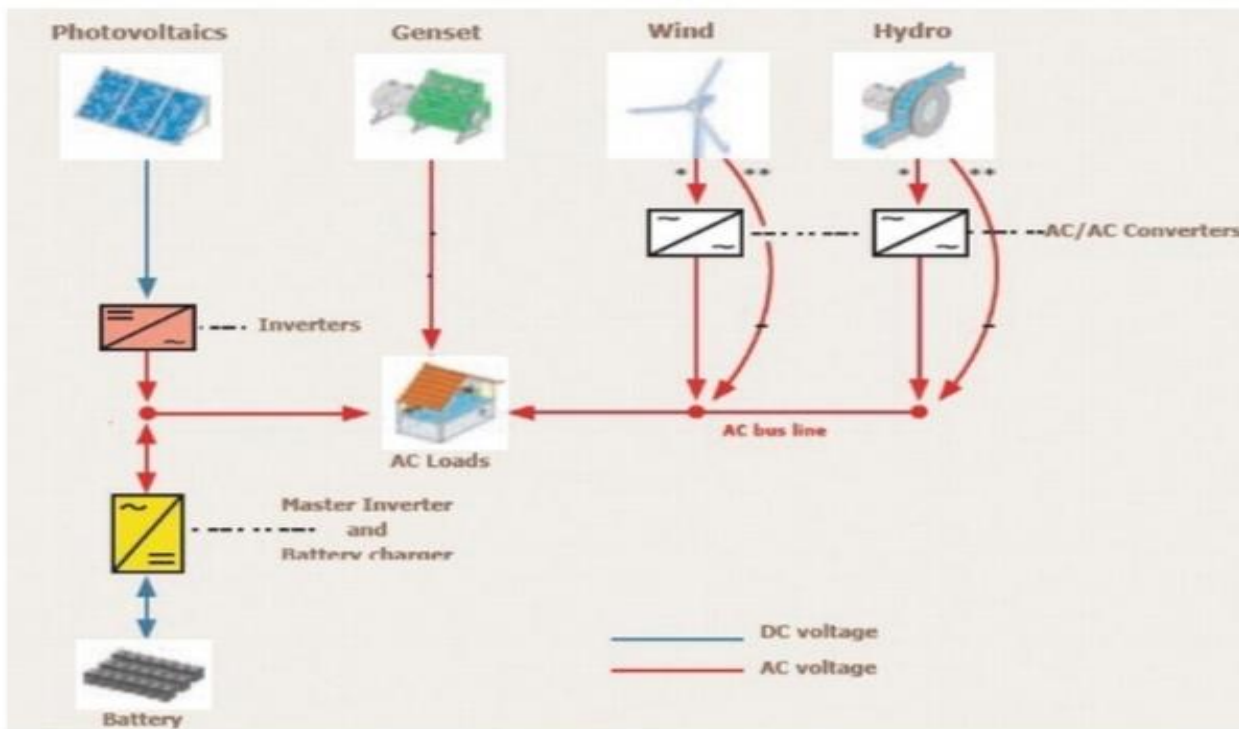 Photovoltaics
Genset
Wind
Hydro
* **
* **
AC/AC Converters
Inverters
AC bus line
AC Loads
Master Inverter
and
Battery charger
DC voltage
AC voltage
Battery